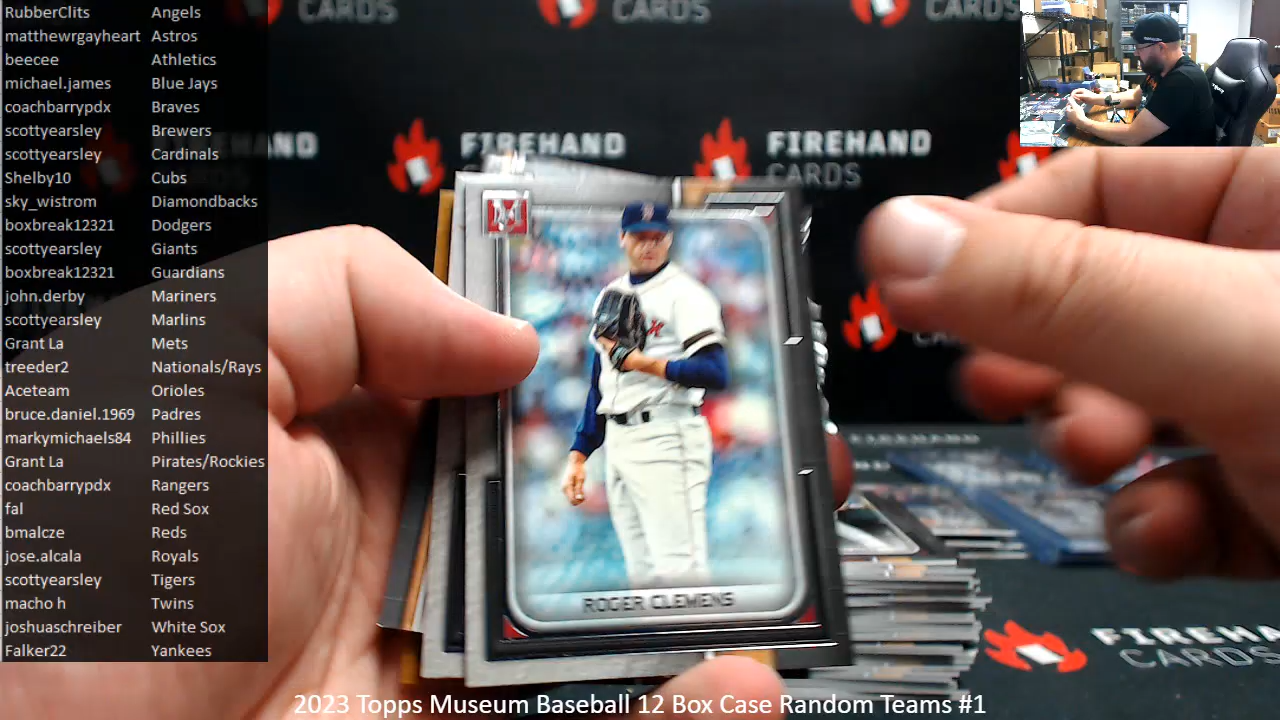 RubberClits Angels
matthewrgayheart Astros
beecee Athletics
michael.james Blue Jays
coachbarrypdx Braves
scottyearsley Brewers
scottyearsley Cardinals
Shelby10 Cubs
sky_wistrom Diamondbacks
boxbreak12321 Dodgers
scottyearsley Giants
boxbreak12321 Guardians
john.derby Mariners
scottyearsley Marlins
Grant La Mets
treeder2 Nationals/Rays
Aceteam Orioles
bruce.daniel.1969 Padres
markymichaels84 Phillies
Grant La Pirates/Rockies
coachbarrypdx Rangers
fal Red Sox
bmalcze Reds
jose.alcala Royals
scottyearsley Tigers
macho h Twins
joshuaschreiber White Sox
Falker22 Yankees
CARDS
CARDS
CARDS
FIREHAND
CARDS
FIREHAND
CARDS
M
ROGER CLEMENS
FIREHAND
FIREHA
CARDS
2023 Topps Museum Baseball 12 Box Case Random Teams #1